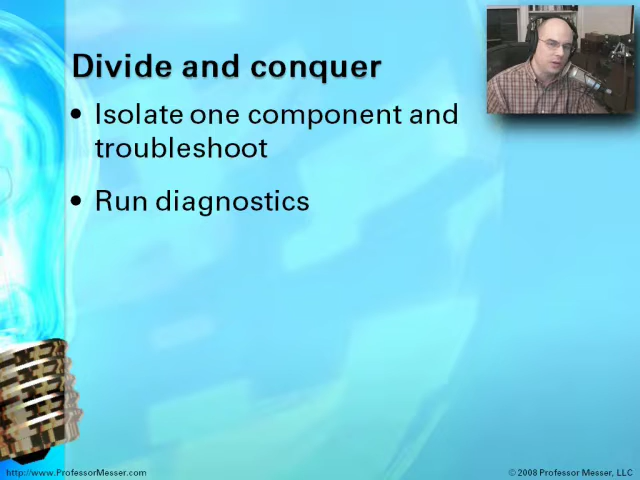 Divide and conquer
• Isolate one component and
troubleshoot
• Run diagnostics
http://www.ProfessorMesser.com
© 2008 Professor Messer, LLC